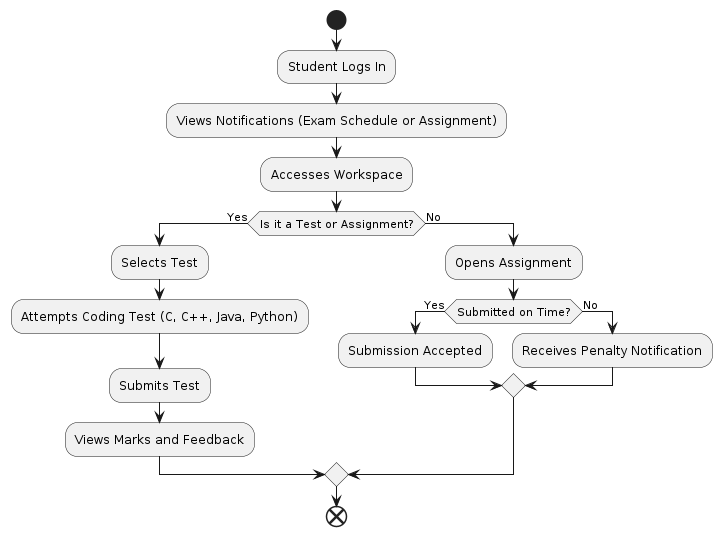 Student Logs In
Views Notifications (Exam Schedule or Assignment)
Accesses Workspace
Yes
Is it a Test or Assignment?
No
Selects Test
Attempts Coding Test (C, C++, Java, Python)
Submits Test
Views Marks and Feedback
Opens Assignment
Yes
Submitted on Time?
No
Submission Accepted
Receives Penalty Notification